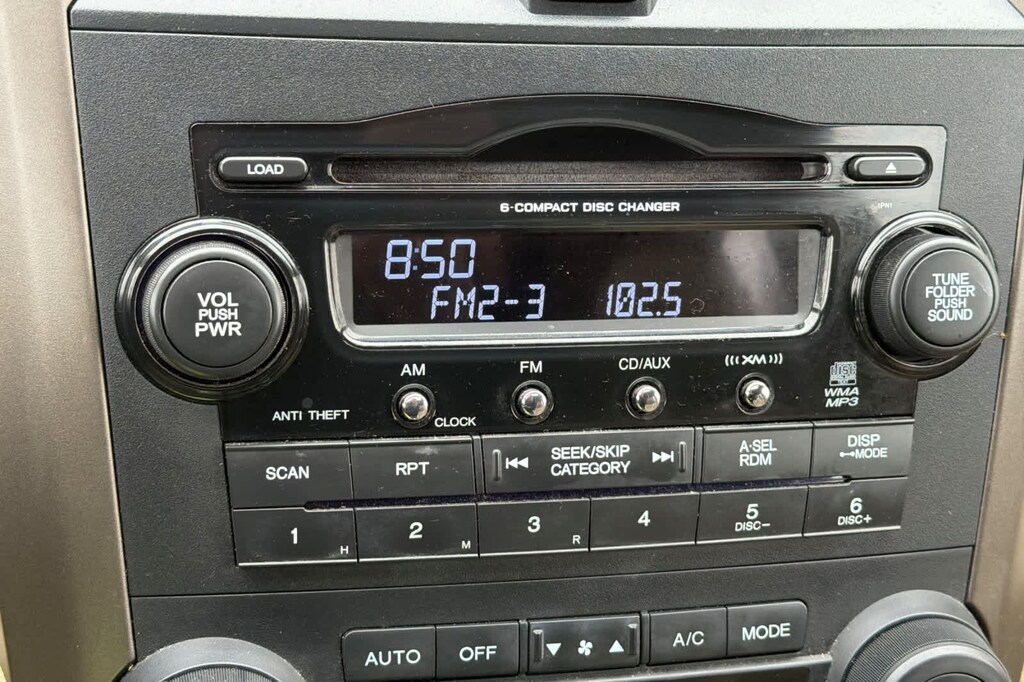 LOAD
6-COMPACT DISC CHANGER
8:50
FM2-3 102.5
VOL
PUSH
PWR
TUNE
FOLDER
PUSH
SOUND
AM
FM
CD/AUX
(((XM)))
DISC
WMA
MP3
ANTI THEFT
CLOCK
SCAN
RPT
SEEK/SKIP
CATEGORY
A·SEL
RDM
DISP
MODE
1 H
2 M
3 R
4
5
DISC-
6
DISC+
AUTO
OFF
A/C
MODE